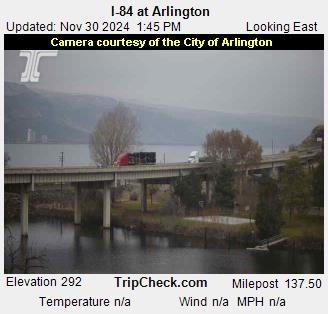 I-84 at Arlington
Updated: Nov 30 2024 1:45 PM Looking East
Camera courtesy of the City of Arlington
Elevation 292 TripCheck.com Milepost 137.50
Temperature n/a Wind n/a MPH n/a